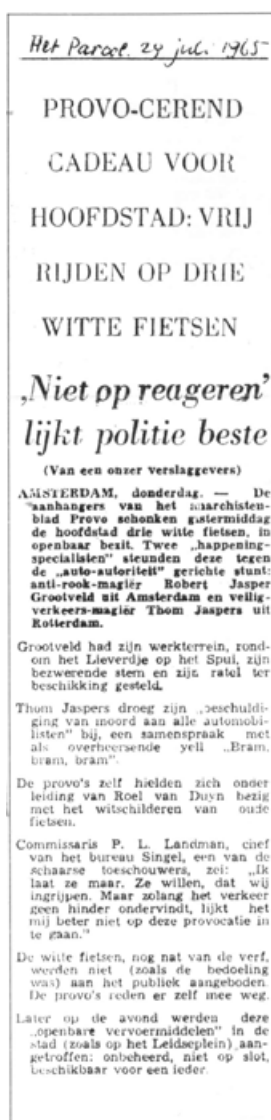 Het Parool. 29 jul. 1965
PROVO-CEREND
CADEAU VOOR
HOOFDSTAD: VRIJ
RIJDEN OP DRIE
WITTE FIETSEN
‚Niet op reageren’
lijkt politie beste
(Van een onzer verslaggevers)
AMSTERDAM, donderdag. — De
aanhangers van het anarchisten-
blad Provo schonken gistermiddag
de hoofdstad drie witte fietsen, in
openbaar bezit. Twee „happening-
specialisten” steunden deze tegen
de „auto-autoriteit” gerichte stunt:
anti-rook-magiër Robert Jasper
Grootveld uit Amsterdam en veilig-
verkeers-magiër Thom Jaspers uit
Rotterdam.
Grootveld had zijn werkterrein, rond-
om het Lieverdje op het Spui, zijn
bezwerende stem en zijn ratel ter
beschikking gesteld.
Thom Jaspers droeg zijn „beschuldi-
ging van moord aan alle automobi-
listen” bij, een samenspraak met
als overheersende yell „Bram,
bram, bram”.
De provo's zelf hielden zich onder
leiding van Roel van Duyn bezig
met het witschilderen van oude
fietsen.
Commissaris P. L. Landman, chef
van het bureau Singel, een van de
schaarse toeschouwers, zei: „Ik
laat ze maar. Ze willen, dat wij
ingrijpen. Maar zolang het verkeer
geen hinder ondervindt, lijkt het
mij beter niet op deze provocatie in
te gaan.”
De witte fietsen, nog nat van de verf,
werden niet (zoals de bedoeling
was) aan het publiek aangeboden.
De provo's reden er zelf mee weg.
Later op de avond werden deze
„openbare vervoermiddelen” in de
stad (zoals op het Leidseplein) aan-
getroffen: onbeheerd, niet op slot,
beschikbaar voor een ieder.